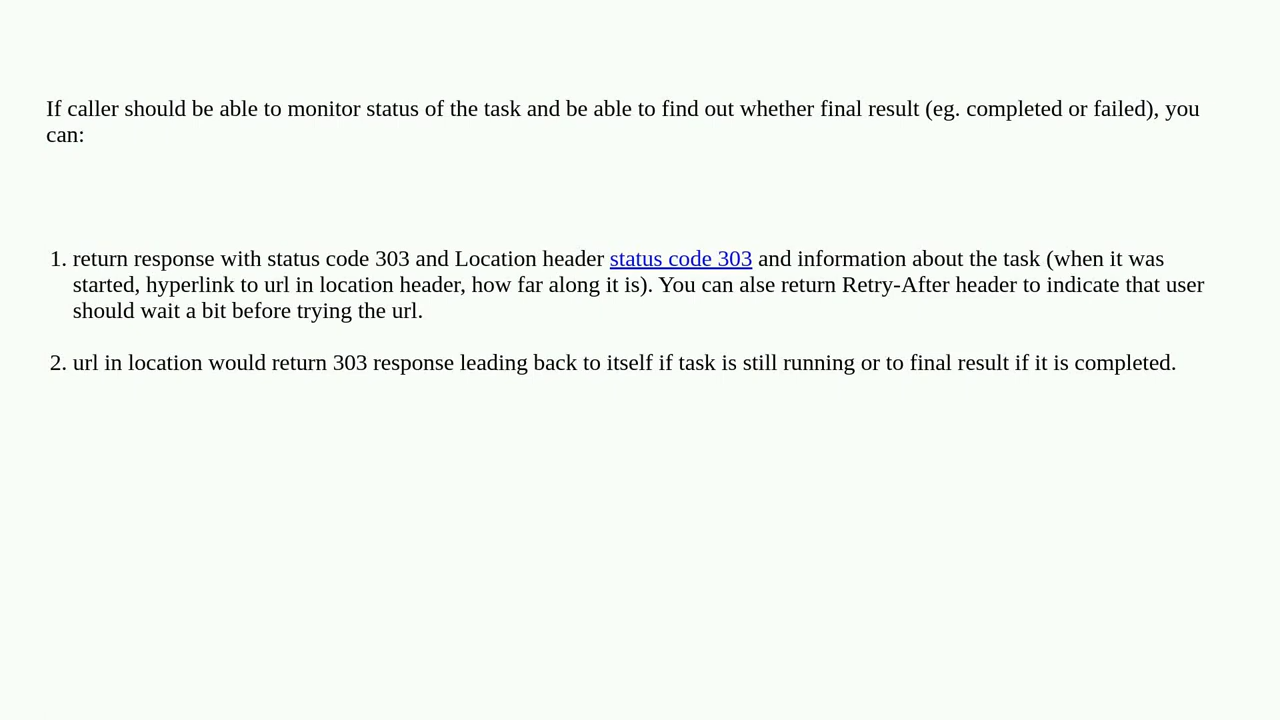 If caller should be able to monitor status of the task and be able to find out whether final result (eg. completed or failed), you
can:
1. return response with status code 303 and Location header status code 303 and information about the task (when it was
started, hyperlink to url in location header, how far along it is). You can alse return Retry-After header to indicate that user
should wait a bit before trying the url.
2. url in location would return 303 response leading back to itself if task is still running or to final result if it is completed.